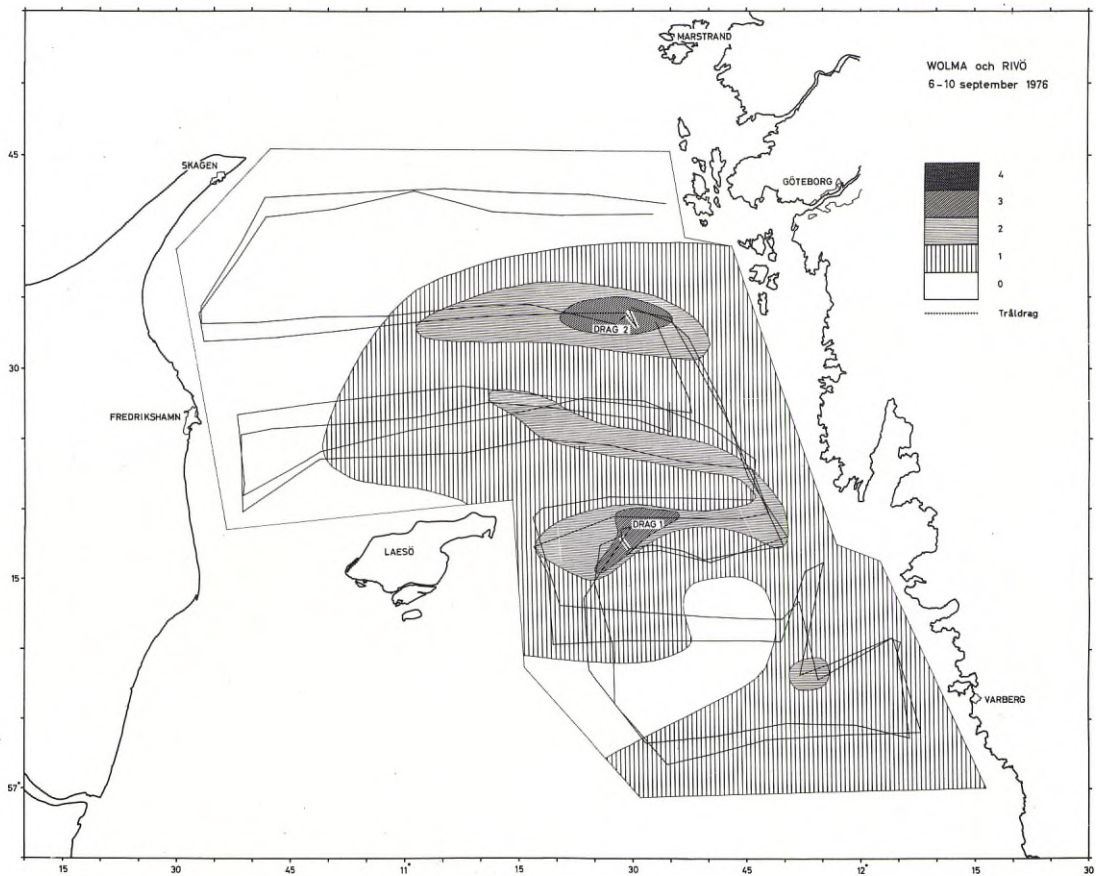 MARSTRAND
WOLMA och RIVÖ
6-10 september 1976
45
SKAGEN
GÖTEBORG
4
3
2
1
0
Tråldrag
DRAG 2
30
FREDRIKSHAMN
DRAG 1
LAESÖ
15
VARBERG
57°
15
30
45
11°
15
30
45
12°
15
30